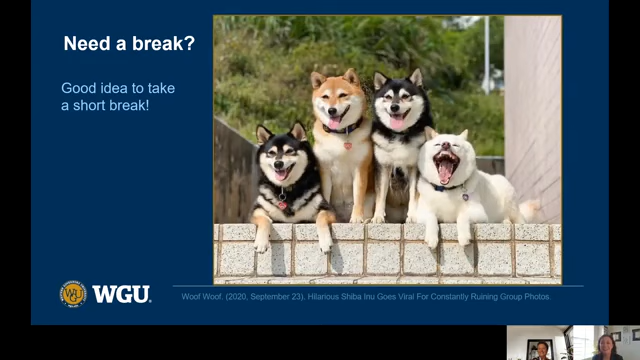 Need a break?
Good idea to take
a short break!
WGU.
Woof Woof. (2020, September 23). Hilarious Shiba Inu Goes Viral For Constantly Ruining Group Photos.